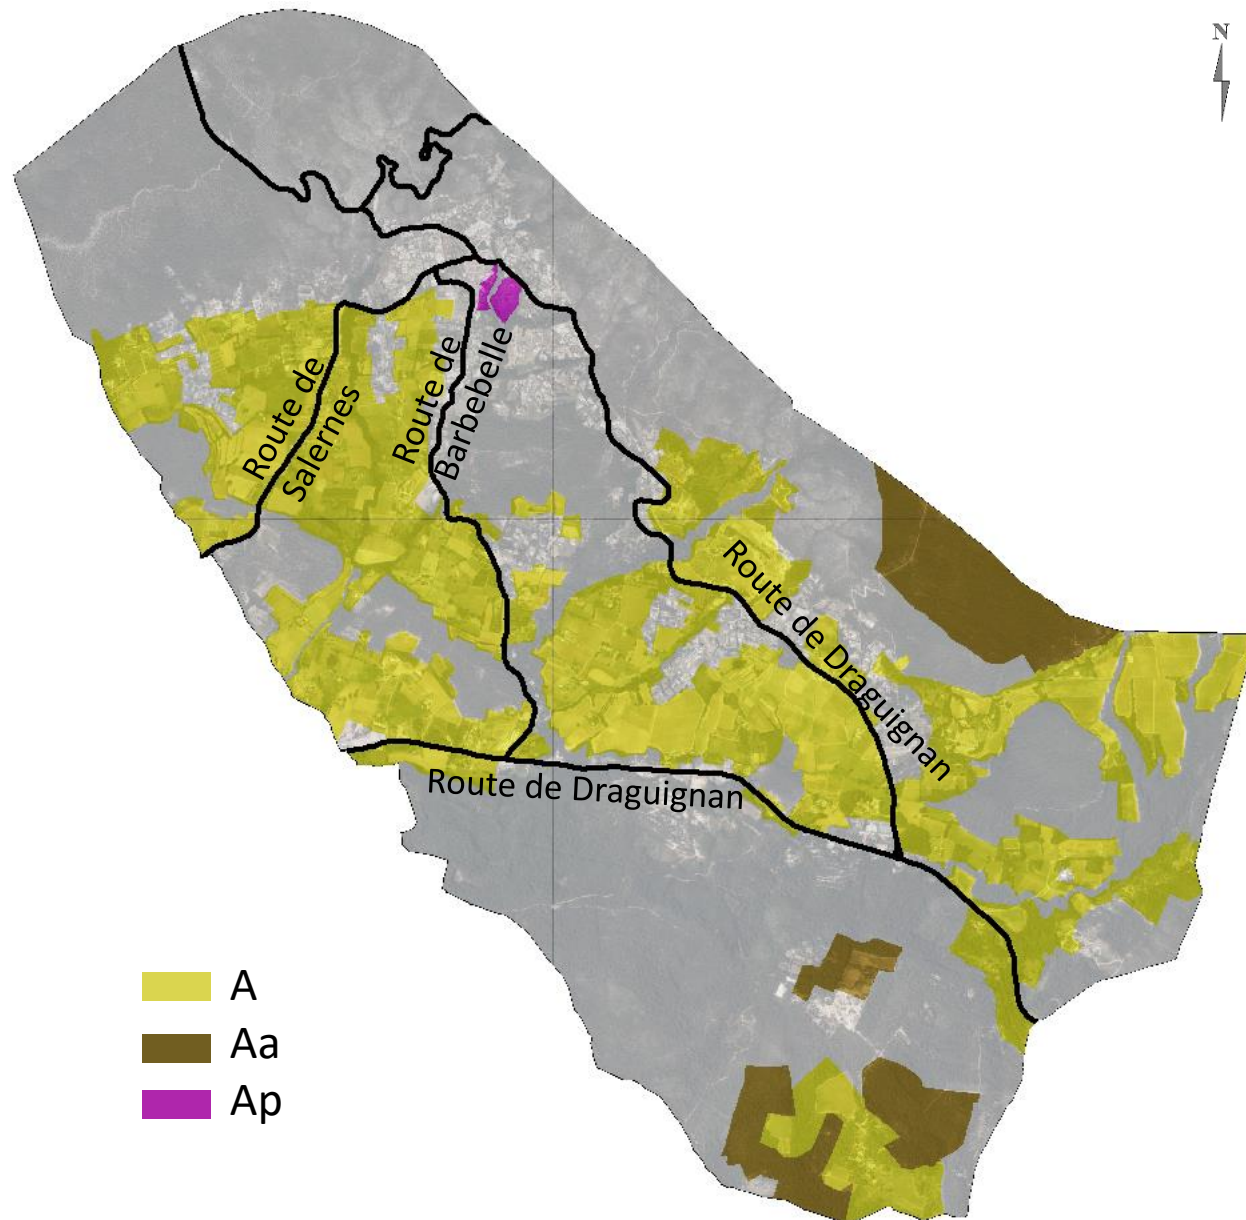 N
Route de
Salernes
Route de
Barbebelle
Route de Draguignan
Route de Draguignan
A
Aa
Ap